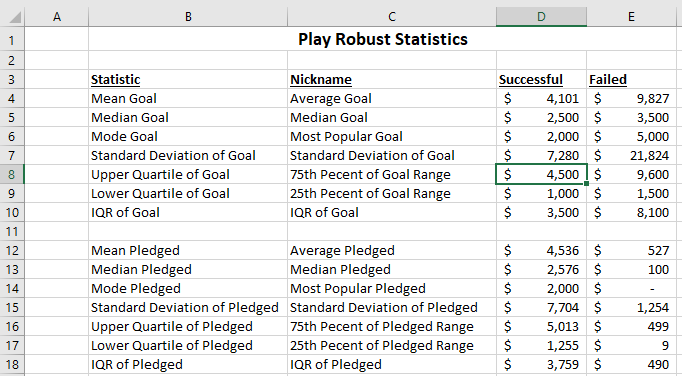 A B C D E
1 Play Robust Statistics
2
3 Statistic Nickname Successful Failed
4 Mean Goal Average Goal $ 4,101 $ 9,827
5 Median Goal Median Goal $ 2,500 $ 3,500
6 Mode Goal Most Popular Goal $ 2,000 $ 5,000
7 Standard Deviation of Goal Standard Deviation of Goal $ 7,280 $ 21,824
8 Upper Quartile of Goal 75th Pecent of Goal Range $ 4,500 $ 9,600
9 Lower Quartile of Goal 25th Pecent of Goal Range $ 1,000 $ 1,500
10 IQR of Goal IQR of Goal $ 3,500 $ 8,100
11
12 Mean Pledged Average Pledged $ 4,536 $ 527
13 Median Pledged Median Pledged $ 2,576 $ 100
14 Mode Pledged Most Popular Pledged $ 2,000 $ -
15 Standard Deviation of Pledged Standard Deviation of Pledged $ 7,704 $ 1,254
16 Upper Quartile of Pledged 75th Pecent of Pledged Range $ 5,013 $ 499
17 Lower Quartile of Pledged 25th Pecent of Pledged Range $ 1,255 $ 9
18 IQR of Pledged IQR of Pledged $ 3,759 $ 490